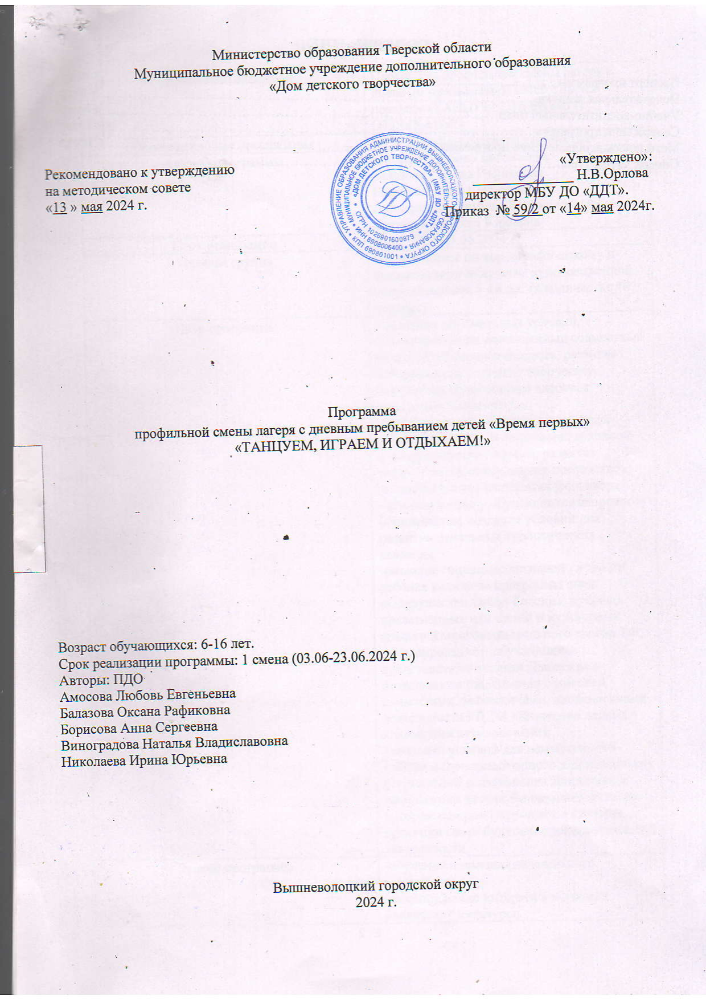 Министерство образования Тверской области
Муниципальное бюджетное учреждение дополнительного образования
«Дом детского творчества»
Рекомендовано к утверждению
на методическом совете
«13 » мая 2024 г.
УПРАВЛЕНИЕ ОБРАЗОВАНИЯ АДМИНИСТРАЦИИ ВЫШНЕВОЛОЦКОГО ГОРОДСКОГО ОКРУГА • КПП 690801001 •
МУНИЦИПАЛЬНОЕ БЮДЖЕТНОЕ УЧРЕЖДЕНИЕ ДОПОЛНИТЕЛЬНОГО ОБРАЗОВАНИЯ • ИНН 6908006400 •
«ДОМ ДЕТСКОГО ТВОРЧЕСТВА» (МБУ ДО «ДДТ») • ОГРН 1026901600879 •
«Утверждено»:
Н.В.Орлова
директор МБУ ДО «ДДТ».
Приказ № 59/2 от «14» мая 2024г.
Программа
профильной смены лагеря с дневным пребыванием детей «Время первых»
«ТАНЦУЕМ, ИГРАЕМ И ОТДЫХАЕМ!»
Возраст обучающихся: 6-16 лет.
Срок реализации программы: 1 смена (03.06-23.06.2024 г.)
Авторы: ПДО
Амосова Любовь Евгеньевна
Балазова Оксана Рафиковна
Борисова Анна Сергеевна
Виноградова Наталья Владиславовна
Николаева Ирина Юрьевна
Вышневолоцкий городской округ
2024 г.